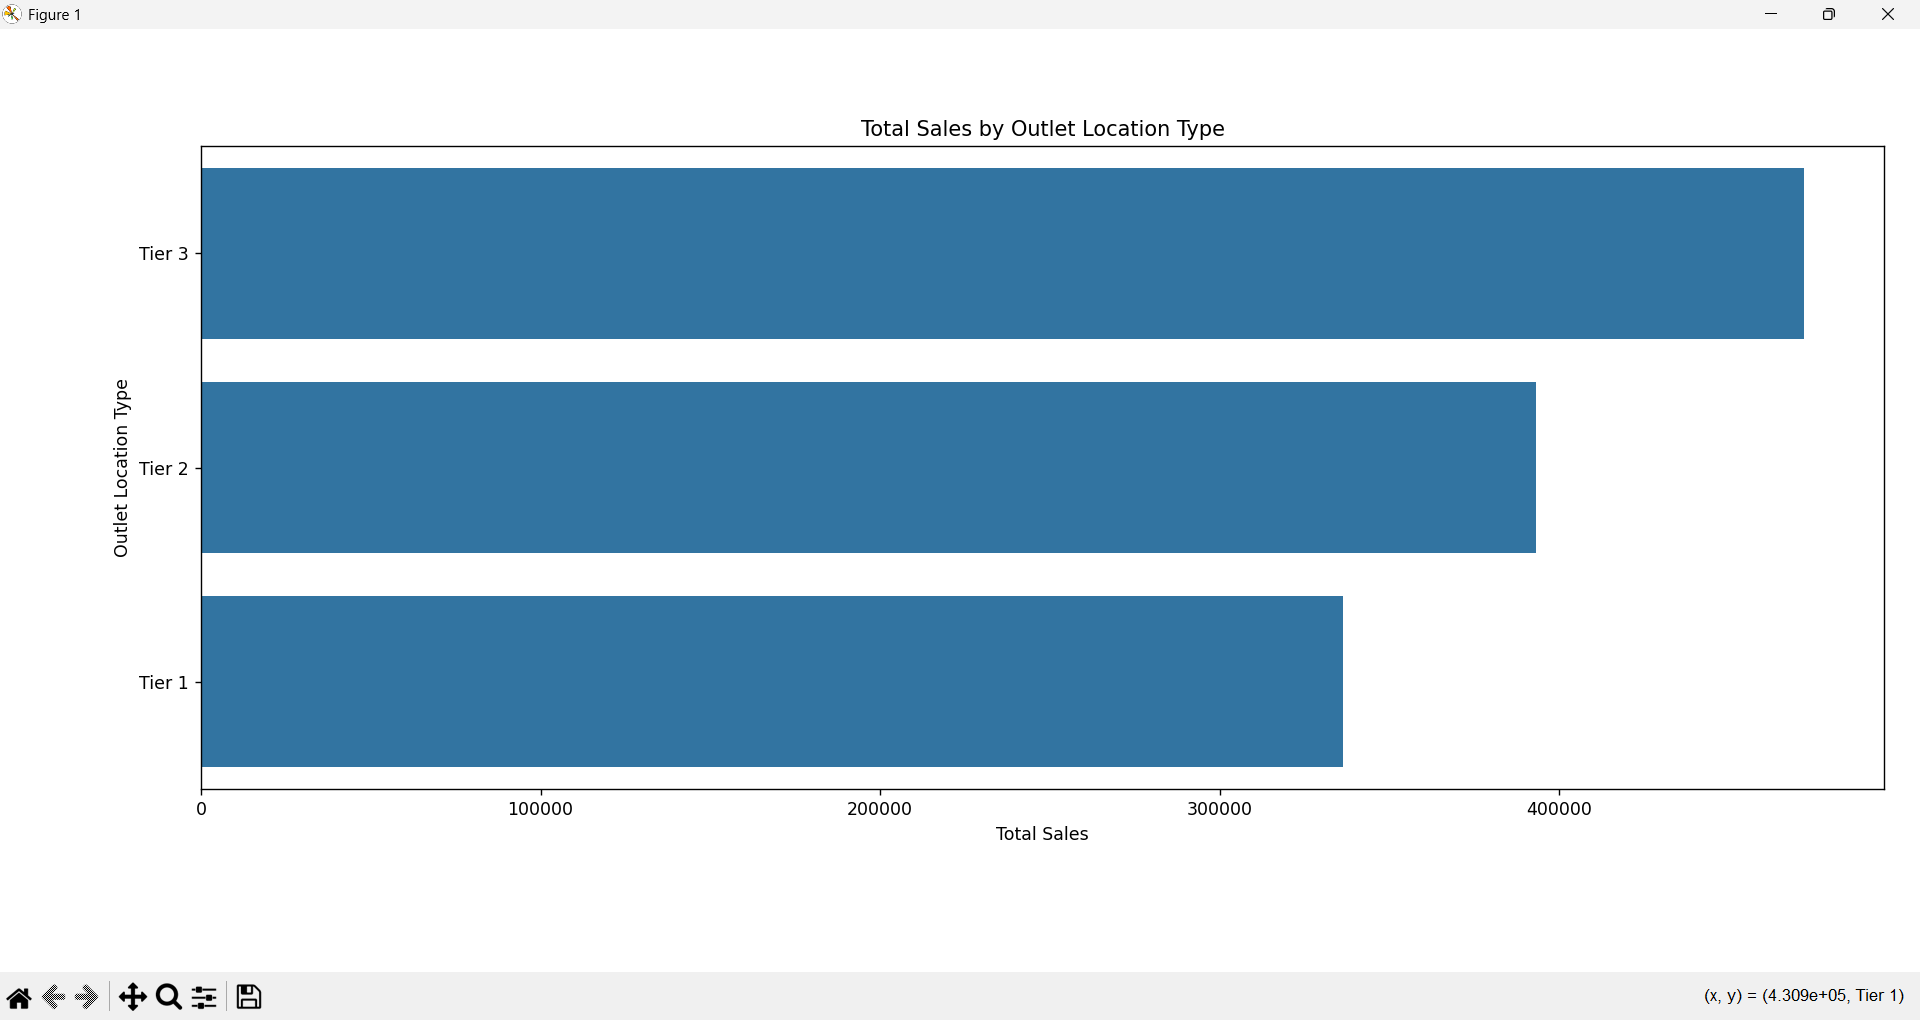 Figure 1
Total Sales by Outlet Location Type
Outlet Location Type
Tier 3
Tier 2
Tier 1
0 100000 200000 300000 400000
Total Sales
(x, y) = (4.309e+05, Tier 1)